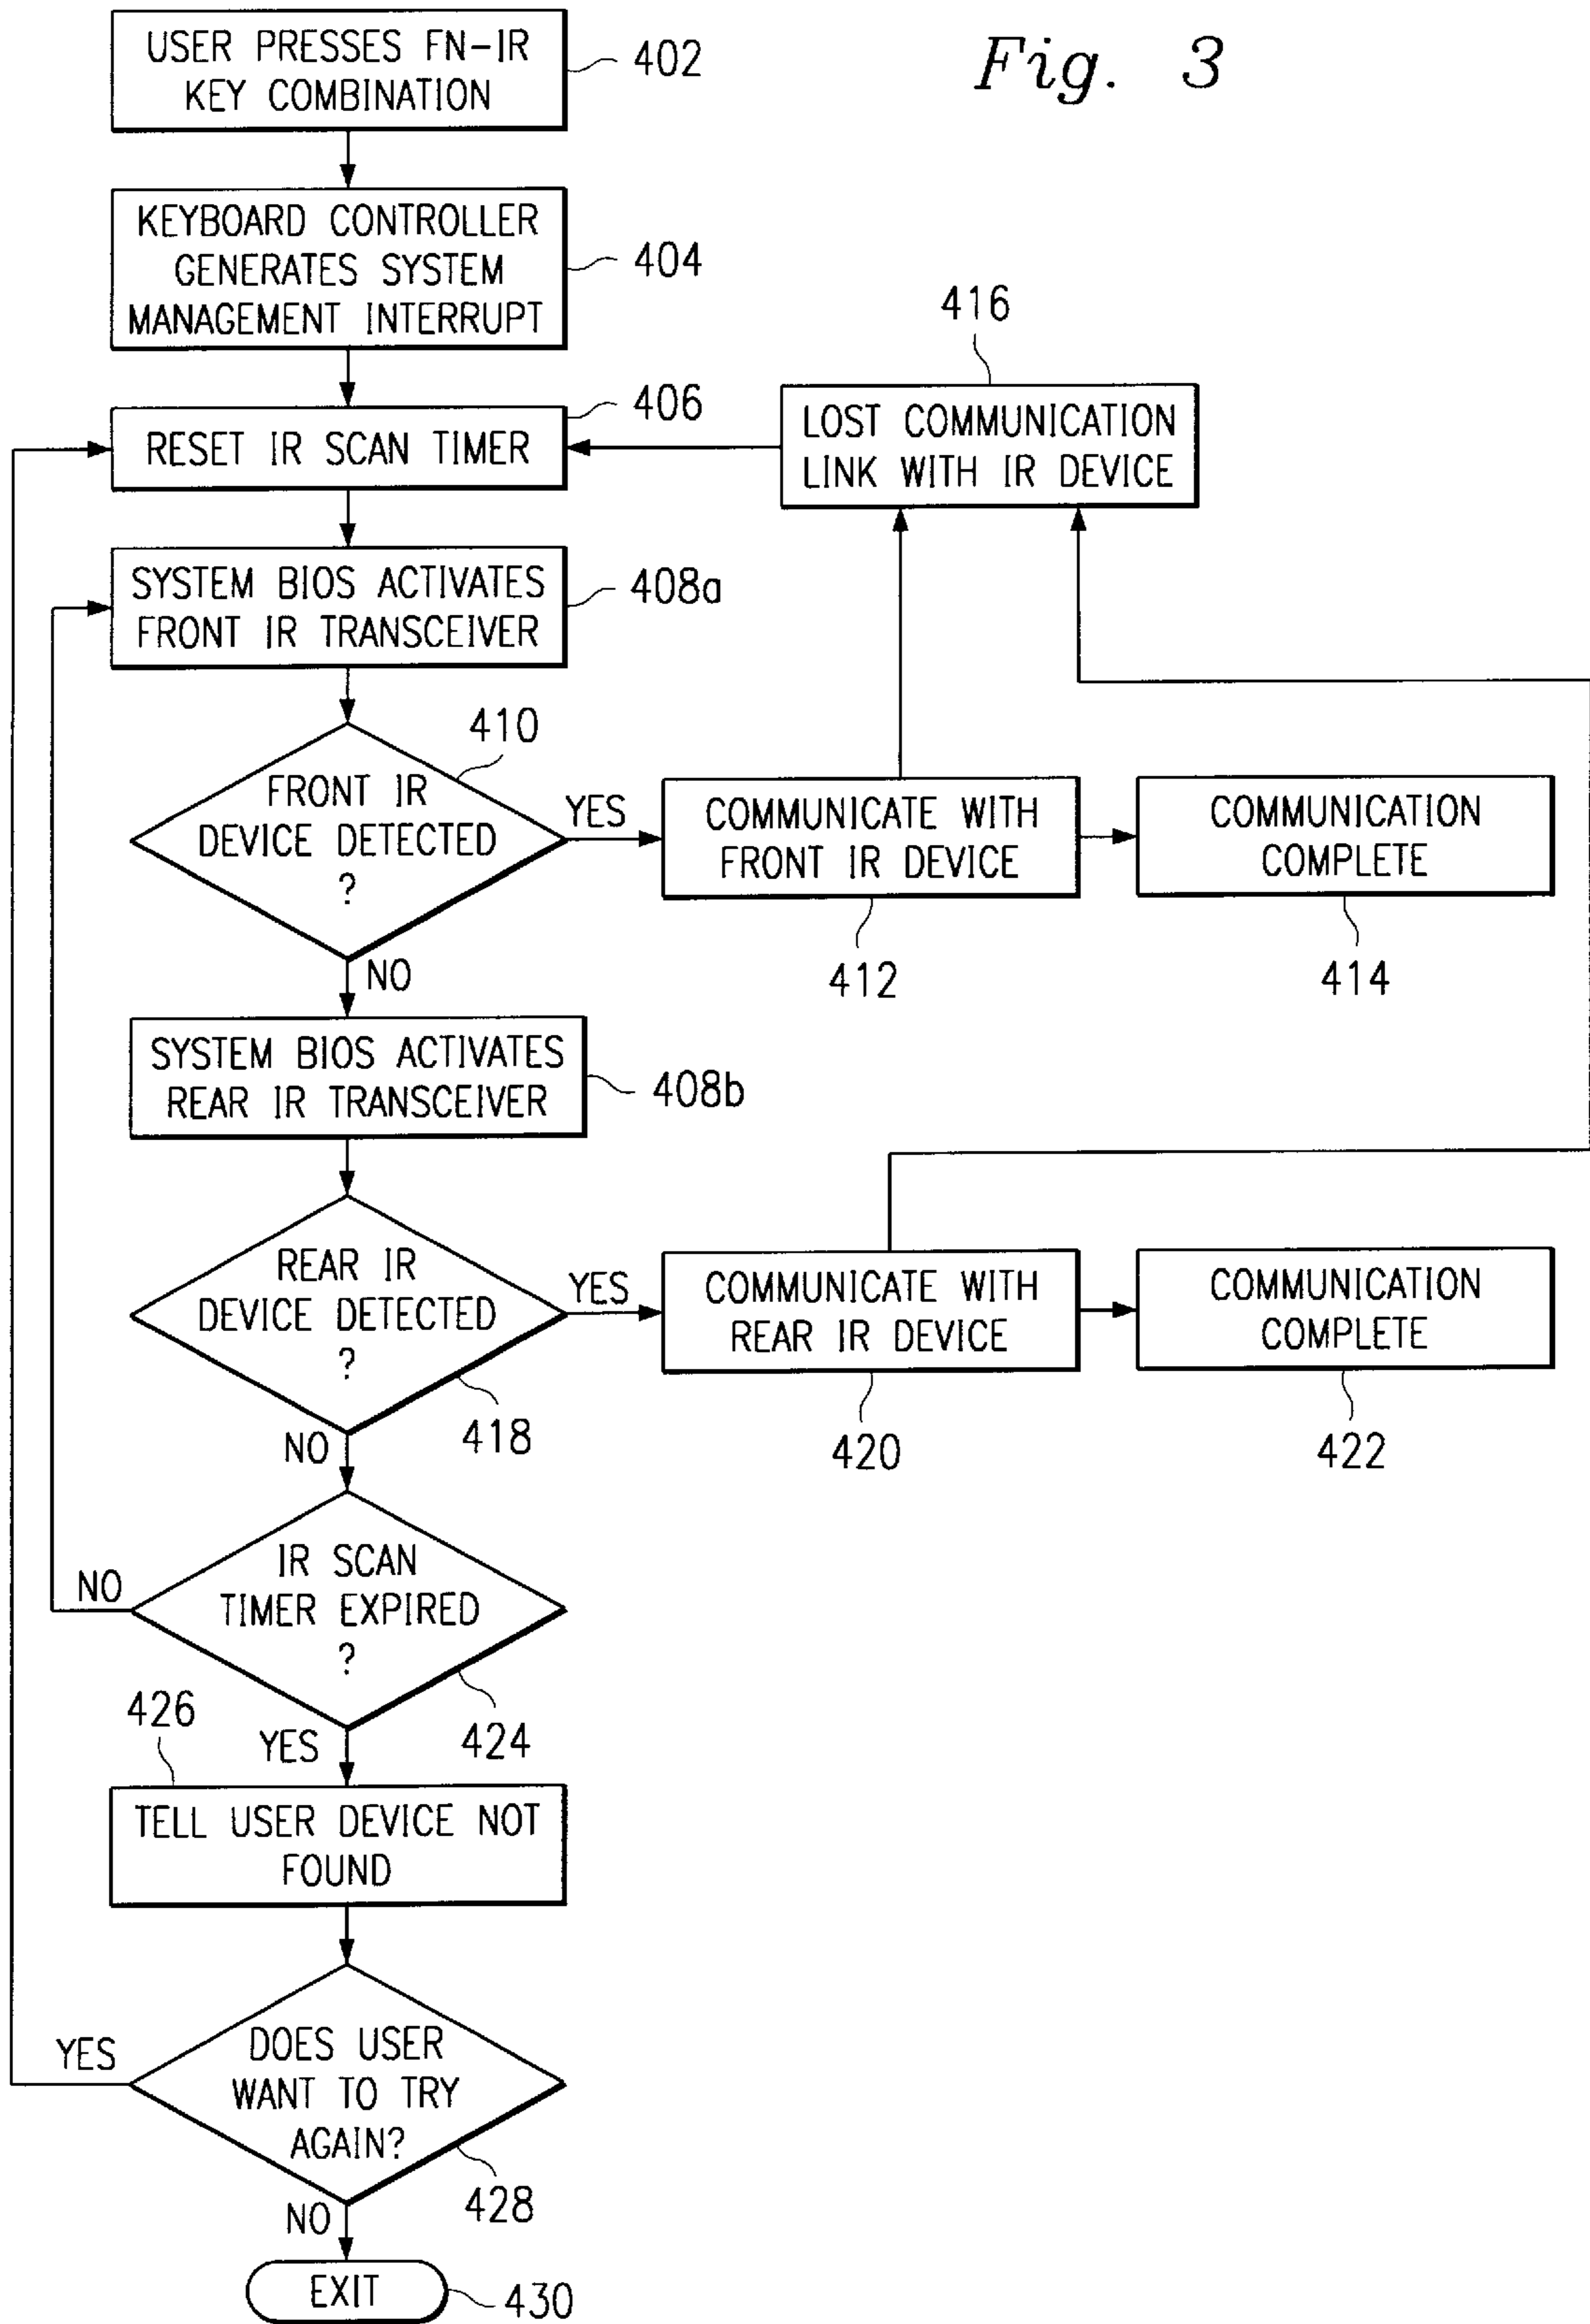 Fig. 3
USER PRESSES FN-IR
KEY COMBINATION
402
KEYBOARD CONTROLLER
GENERATES SYSTEM
MANAGEMENT INTERRUPT
404
416
LOST COMMUNICATION
LINK WITH IR DEVICE
406
RESET IR SCAN TIMER
SYSTEM BIOS ACTIVATES
FRONT IR TRANSCEIVER
408a
410
FRONT IR
DEVICE DETECTED
?
YES
COMMUNICATE WITH
FRONT IR DEVICE
412
COMMUNICATION
COMPLETE
414
NO
SYSTEM BIOS ACTIVATES
REAR IR TRANSCEIVER
408b
REAR IR
DEVICE DETECTED
?
418
YES
COMMUNICATE WITH
REAR IR DEVICE
420
COMMUNICATION
COMPLETE
422
NO
IR SCAN
TIMER EXPIRED
?
424
NO
YES
426
TELL USER DEVICE NOT
FOUND
DOES USER
WANT TO TRY
AGAIN?
428
YES
NO
EXIT
430